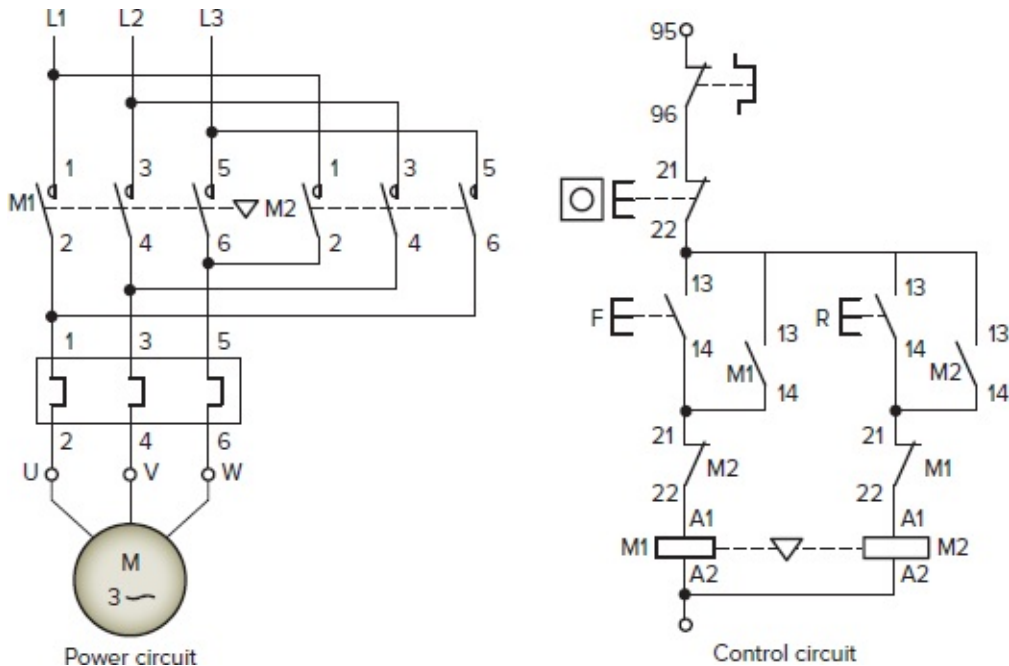 L1 L2 L3
1 3 5 1 3 5
M1 M2
2 4 6 2 4 6
1 3 5
2 4 6
U V W
M
3
Power circuit
95
96
21
22
13 13
F R
14 14
13 13
M1 M2
14 14
21 21
M2 M1
22 22
A1 A1
M1 M2
A2 A2
Control circuit